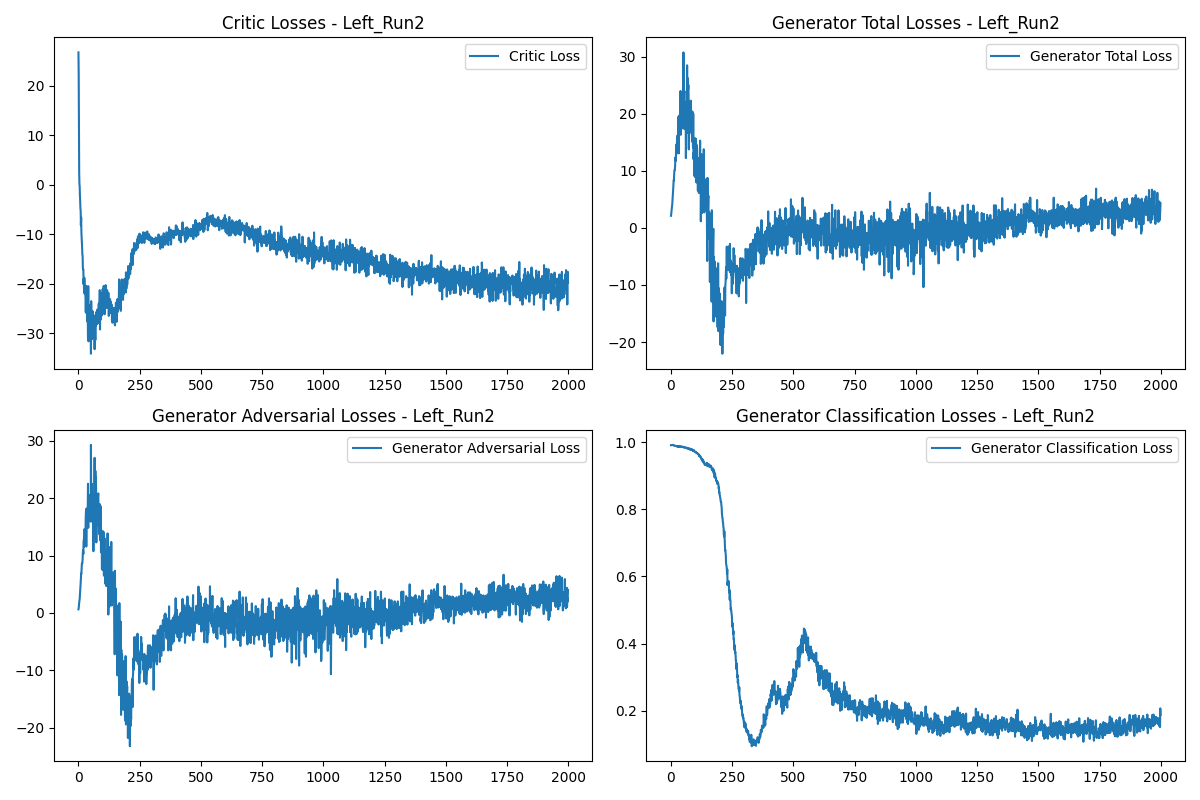 Critic Losses - Left_Run2
Critic Loss
20
10
0
−10
−20
−30
0 250 500 750 1000 1250 1500 1750 2000
Generator Total Losses - Left_Run2
Generator Total Loss
30
20
10
0
−10
−20
0 250 500 750 1000 1250 1500 1750 2000
Generator Adversarial Losses - Left_Run2
Generator Adversarial Loss
30
20
10
0
−10
−20
0 250 500 750 1000 1250 1500 1750 2000
Generator Classification Losses - Left_Run2
Generator Classification Loss
1.0
0.8
0.6
0.4
0.2
0 250 500 750 1000 1250 1500 1750 2000